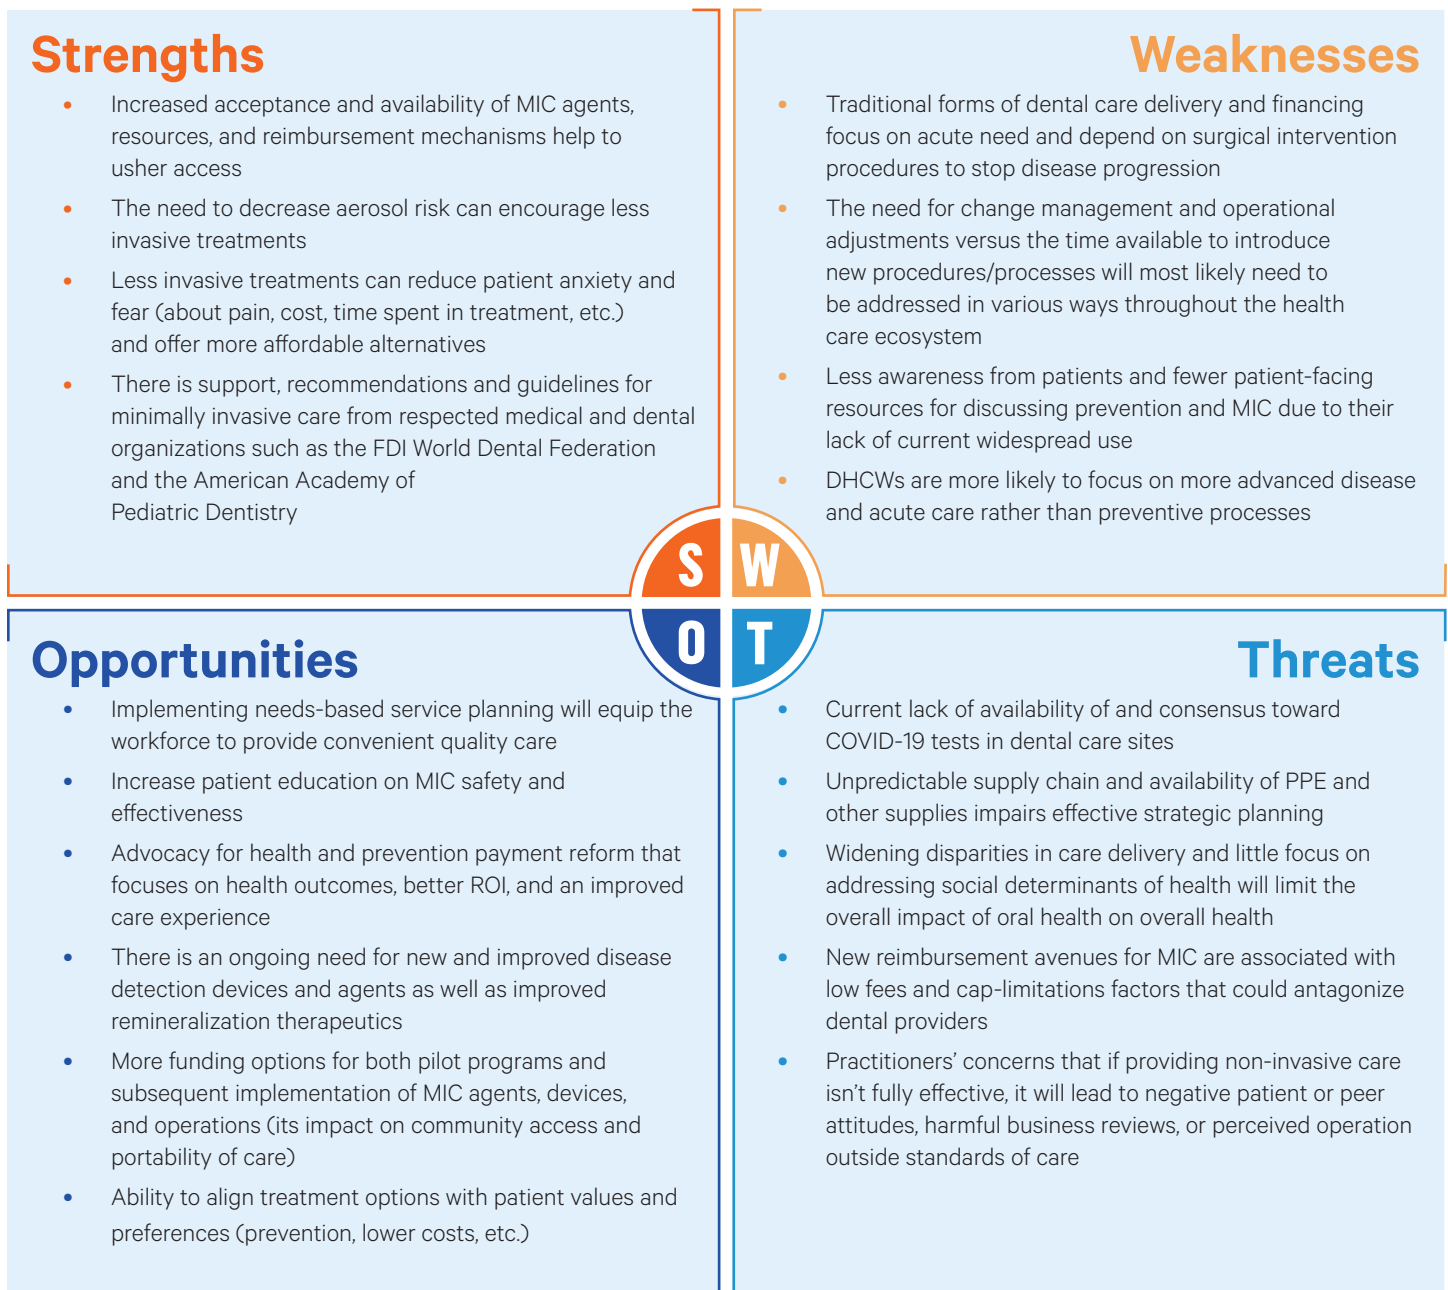 Strengths
• Increased acceptance and availability of MIC agents,
resources, and reimbursement mechanisms help to
usher access
• The need to decrease aerosol risk can encourage less
invasive treatments
• Less invasive treatments can reduce patient anxiety and
fear (about pain, cost, time spent in treatment, etc.)
and offer more affordable alternatives
• There is support, recommendations and guidelines for
minimally invasive care from respected medical and dental
organizations such as the FDI World Dental Federation
and the American Academy of
Pediatric Dentistry
Weaknesses
• Traditional forms of dental care delivery and financing
focus on acute need and depend on surgical intervention
procedures to stop disease progression
• The need for change management and operational
adjustments versus the time available to introduce
new procedures/processes will most likely need to
be addressed in various ways throughout the health
care ecosystem
• Less awareness from patients and fewer patient-facing
resources for discussing prevention and MIC due to their
lack of current widespread use
• DHCWs are more likely to focus on more advanced disease
and acute care rather than preventive processes
S W
O T
Opportunities
• Implementing needs-based service planning will equip the
workforce to provide convenient quality care
• Increase patient education on MIC safety and
effectiveness
• Advocacy for health and prevention payment reform that
focuses on health outcomes, better ROI, and an improved
care experience
• There is an ongoing need for new and improved disease
detection devices and agents as well as improved
remineralization therapeutics
• More funding options for both pilot programs and
subsequent implementation of MIC agents, devices,
and operations (its impact on community access and
portability of care)
• Ability to align treatment options with patient values and
preferences (prevention, lower costs, etc.)
Threats
• Current lack of availability of and consensus toward
COVID-19 tests in dental care sites
• Unpredictable supply chain and availability of PPE and
other supplies impairs effective strategic planning
• Widening disparities in care delivery and little focus on
addressing social determinants of health will limit the
overall impact of oral health on overall health
• New reimbursement avenues for MIC are associated with
low fees and cap-limitations factors that could antagonize
dental providers
• Practitioners’ concerns that if providing non-invasive care
isn’t fully effective, it will lead to negative patient or peer
attitudes, harmful business reviews, or perceived operation
outside standards of care